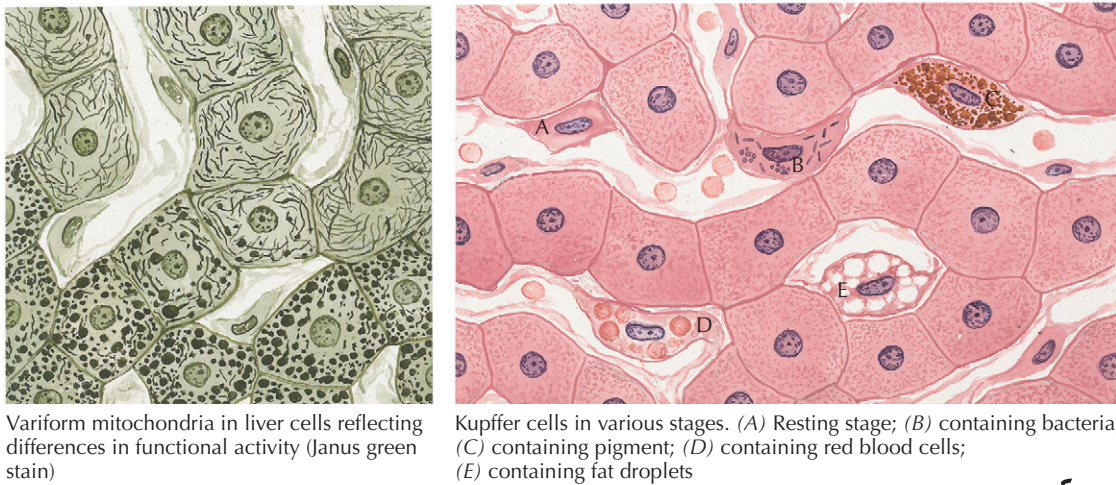 A
B
C
D
E
Variform mitochondria in liver cells reflecting
differences in functional activity (Janus green
stain)
Kupffer cells in various stages. (A) Resting stage; (B) containing bacteria
(C) containing pigment; (D) containing red blood cells;
(E) containing fat droplets